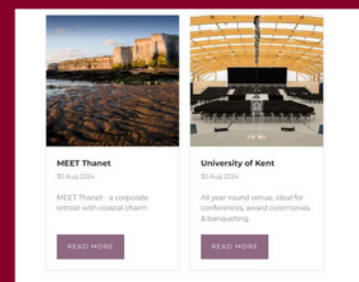 MEET Thanet
30 Aug 2024
MEET Thanet - a corporate
retreat with coastal charm
READ MORE
University of Kent
30 Aug 2024
All year-round venue, ideal for
conferences, award ceremonies
& banqueting.
READ MORE